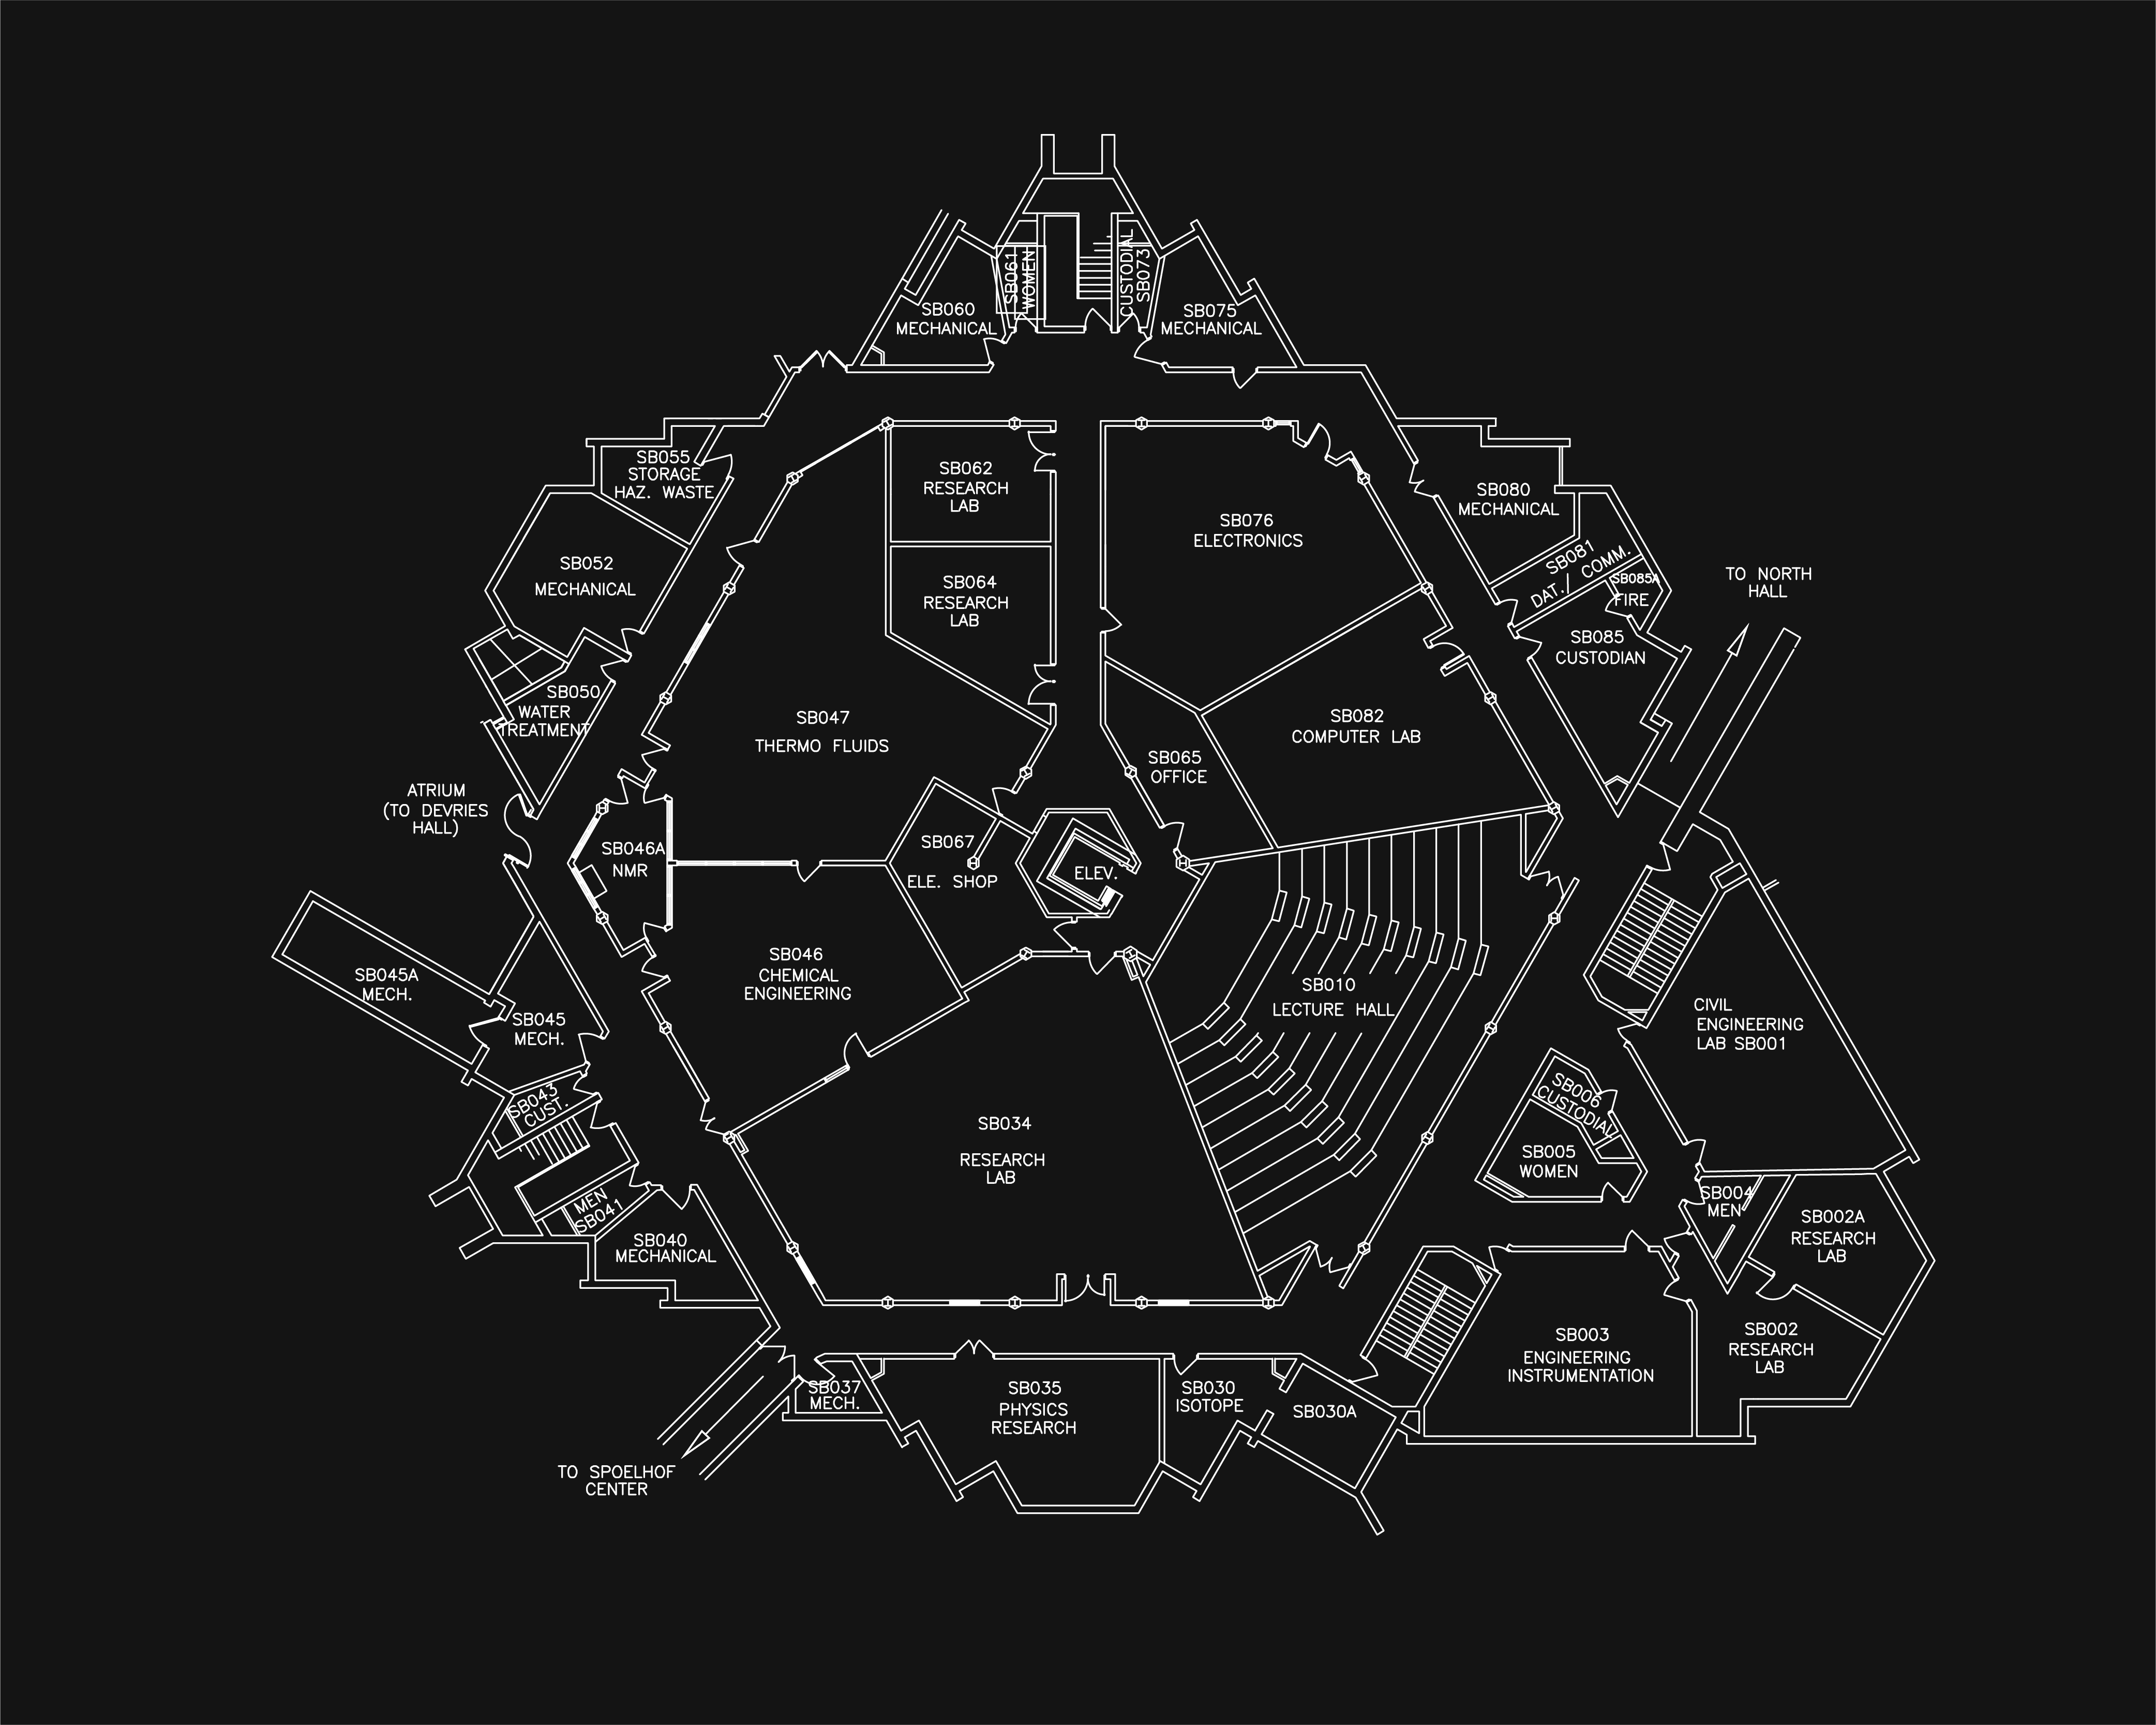 SB061
WOMEN
CUSTODIAL
SB073
SB060
MECHANICAL
SB075
MECHANICAL
SB055
STORAGE
HAZ. WASTE
SB062
RESEARCH
LAB
SB076
ELECTRONICS
SB080
MECHANICAL
SB052
MECHANICAL
SB064
RESEARCH
LAB
SB081
DAT./ COMM.
SB085A
FIRE
TO NORTH
HALL
SB085
CUSTODIAN
SB050
WATER
TREATMENT
SB047
THERMO FLUIDS
SB082
COMPUTER LAB
SB065
OFFICE
ATRIUM
(TO DEVRIES
HALL)
SB046A
NMR
SB067
ELE. SHOP
ELEV.
SB045A
MECH.
SB046
CHEMICAL
ENGINEERING
SB010
LECTURE HALL
CIVIL
ENGINEERING
LAB SB001
SB045
MECH.
SB043
CUST.
SB034
RESEARCH
LAB
SB006
CUSTODIAL
SB005
WOMEN
MEN
SB041
SB004
MEN
SB002A
RESEARCH
LAB
SB040
MECHANICAL
SB003
ENGINEERING
INSTRUMENTATION
SB002
RESEARCH
LAB
SB037
MECH.
SB035
PHYSICS
RESEARCH
SB030
ISOTOPE
SB030A
TO SPOELHOF
CENTER